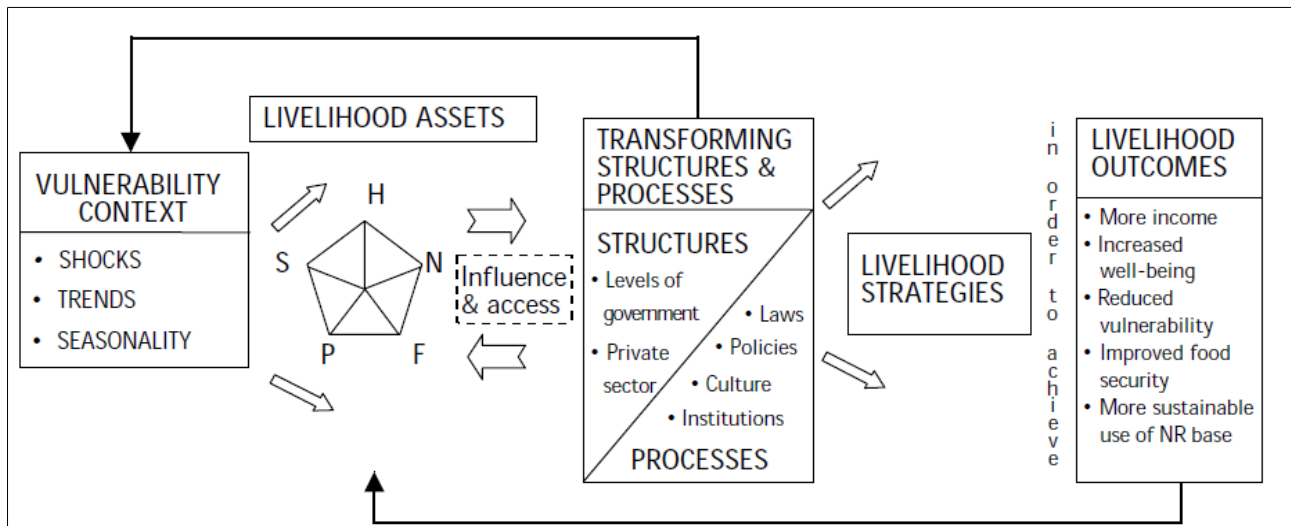 LIVELIHOOD ASSETS
VULNERABILITY
CONTEXT
• SHOCKS
• TRENDS
• SEASONALITY
H
S
N
P
F
Influence
& access
TRANSFORMING
STRUCTURES &
PROCESSES
STRUCTURES
• Levels of
government
• Private
sector
• Laws
• Policies
• Culture
• Institutions
PROCESSES
LIVELIHOOD
STRATEGIES
in order to achieve
LIVELIHOOD
OUTCOMES
• More income
• Increased
well-being
• Reduced
vulnerability
• Improved food
security
• More sustainable
use of NR base